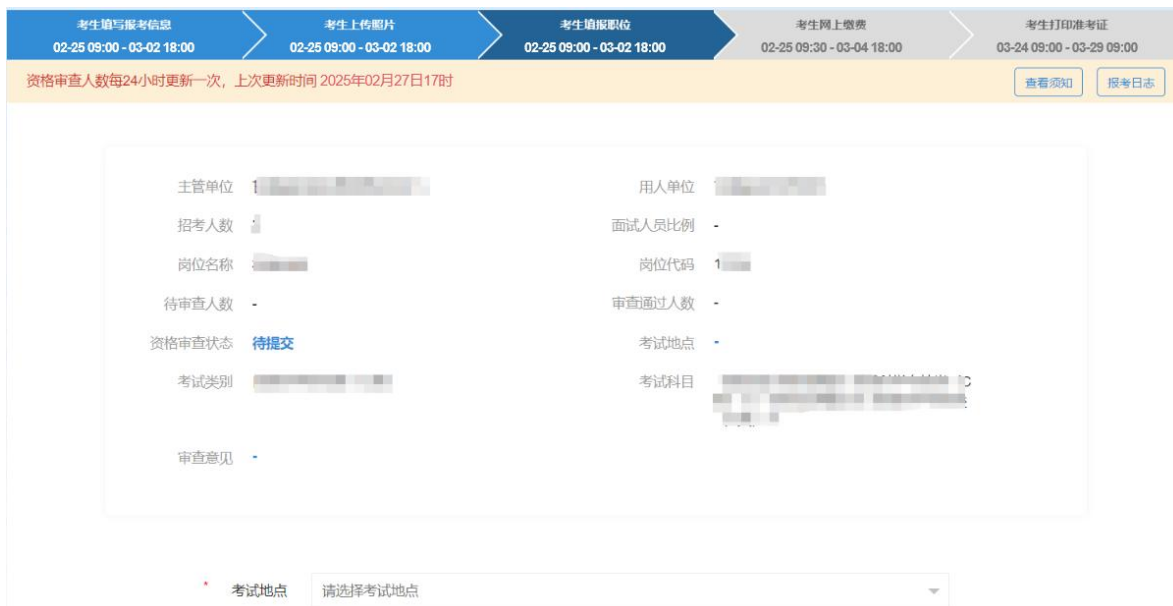 考生填写报考信息
02-25 09:00 - 03-02 18:00
考生上传照片
02-25 09:00 - 03-02 18:00
考生填报职位
02-25 09:00 - 03-02 18:00
考生网上缴费
02-25 09:30 - 03-04 18:00
考生打印准考证
03-24 09:00 - 03-29 09:00
资格审查人数每24小时更新一次，上次更新时间 2025年02月27日17时
查看须知
报考日志
主管单位
用人单位
招考人数
面试人员比例 -
岗位名称
岗位代码 1
待审查人数 -
审查通过人数 -
资格审查状态 待提交
考试地点 -
考试类别
考试科目
审查意见 -
* 考试地点 请选择考试地点